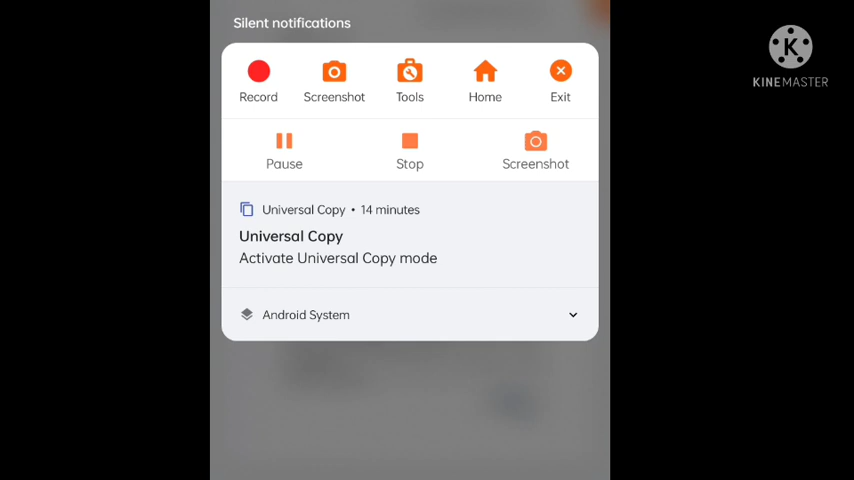 Silent notifications
Record Screenshot Tools Home Exit
Pause Stop Screenshot
Universal Copy • 14 minutes
Universal Copy
Activate Universal Copy mode
Android System
K
KINEMASTER